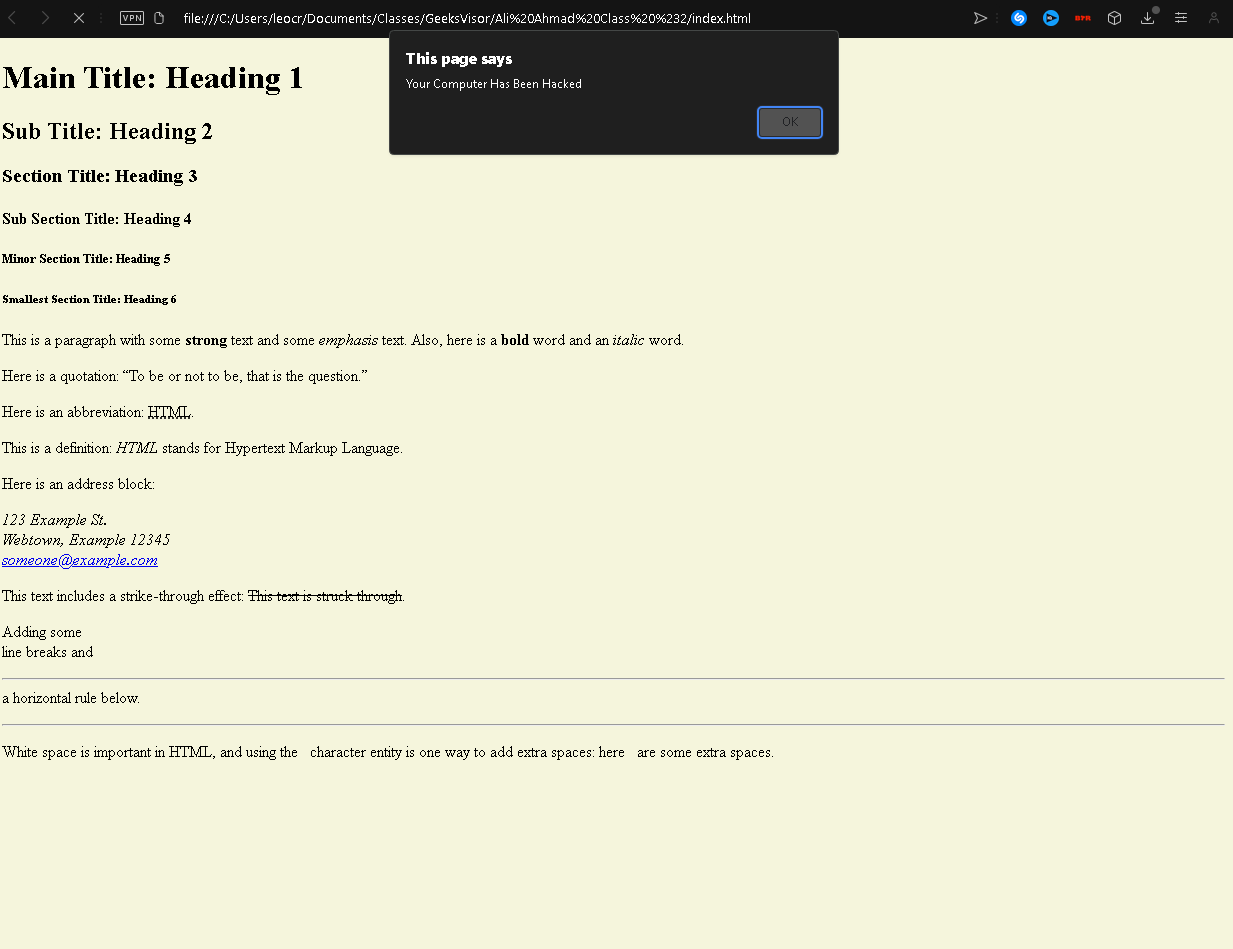 VPN
file:///C:/Users/leocr/Documents/Classes/GeeksVisor/Ali%20Ahmad%20Class%20%232/index.html
This page says
Your Computer Has Been Hacked
OK
Main Title: Heading 1
Sub Title: Heading 2
Section Title: Heading 3
Sub Section Title: Heading 4
Minor Section Title: Heading 5
Smallest Section Title: Heading 6
This is a paragraph with some strong text and some emphasis text. Also, here is a bold word and an italic word.
Here is a quotation: “To be or not to be, that is the question.”
Here is an abbreviation: HTML.
This is a definition: HTML stands for Hypertext Markup Language.
Here is an address block:
123 Example St.
Webtown, Example 12345
someone@example.com
This text includes a strike-through effect: This text is struck through.
Adding some
line breaks and
a horizontal rule below.
White space is important in HTML, and using the   character entity is one way to add extra spaces: here   are some extra spaces.